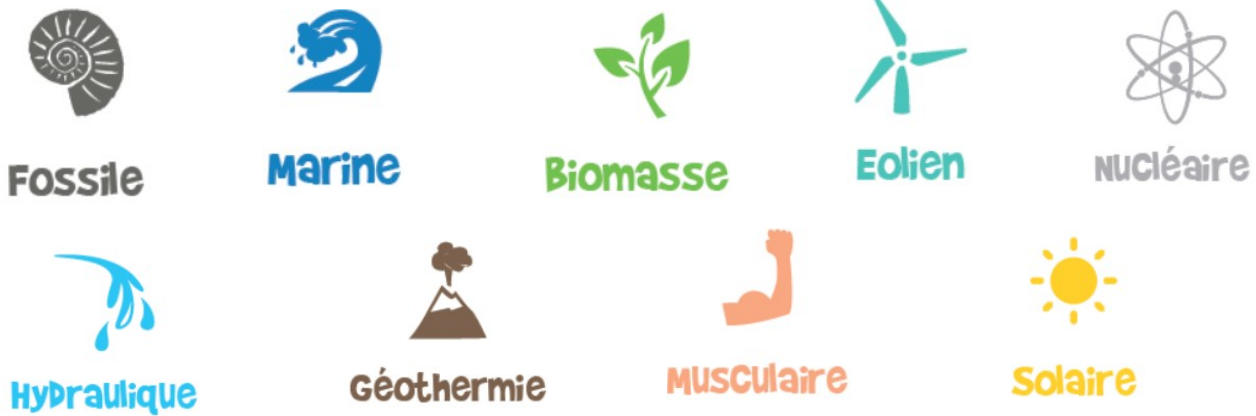 Fossile
Marine
Biomasse
Eolien
Nucléaire
Hydraulique
Géothermie
Musculaire
Solaire